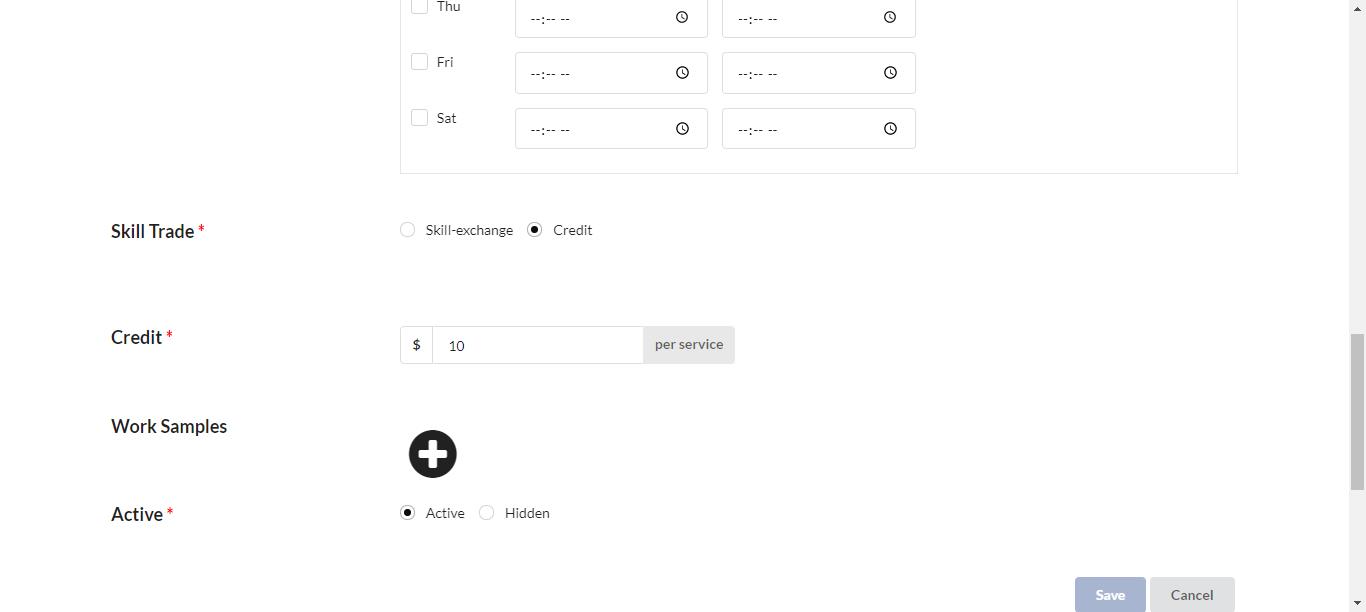 Thu --:-- -- --:-- --
Fri --:-- -- --:-- --
Sat --:-- -- --:-- --
Skill Trade * Skill-exchange Credit
Credit * $ 10 per service
Work Samples
Active * Active Hidden
Save Cancel